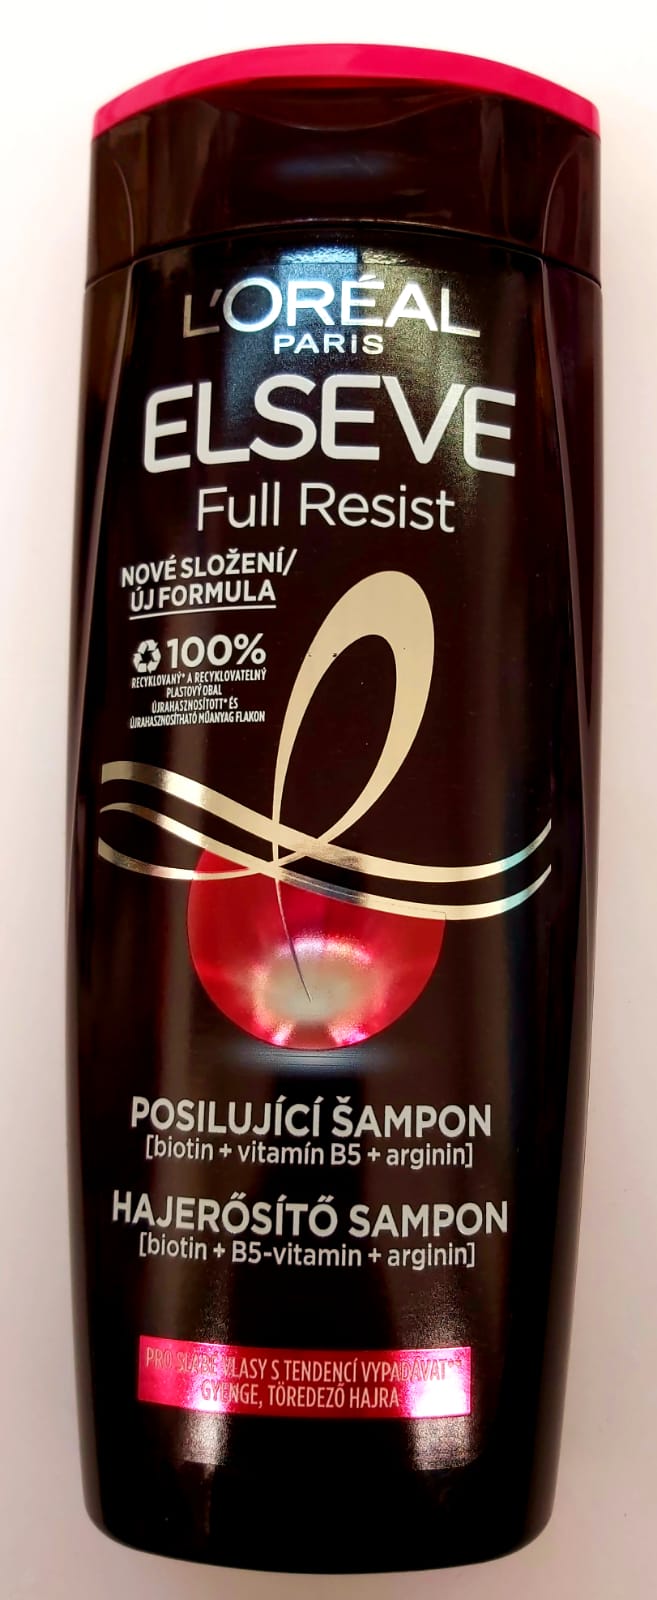 L'ORÉAL
PARIS
ELSEVE
Full Resist
NOVÉ SLOŽENÍ/
ÚJ FORMULA
100%
RECYKLOVANÝ* A RECYKLOVATELNÝ
PLASTOVÝ OBAL
ÚJRAHASZNOSÍTOTT* ÉS
ÚJRAHASZNOSÍTHATÓ MŰANYAG FLAKON
POSILUJÍCÍ ŠAMPON
[biotin + vitamín B5 + arginin]
HAJERŐSÍTŐ SAMPON
[biotin + B5-vitamin + arginin]
PRO SLABÉ VLASY S TENDENCÍ VYPADÁVAT**
GYENGE, TÖREDEZŐ HAJRA